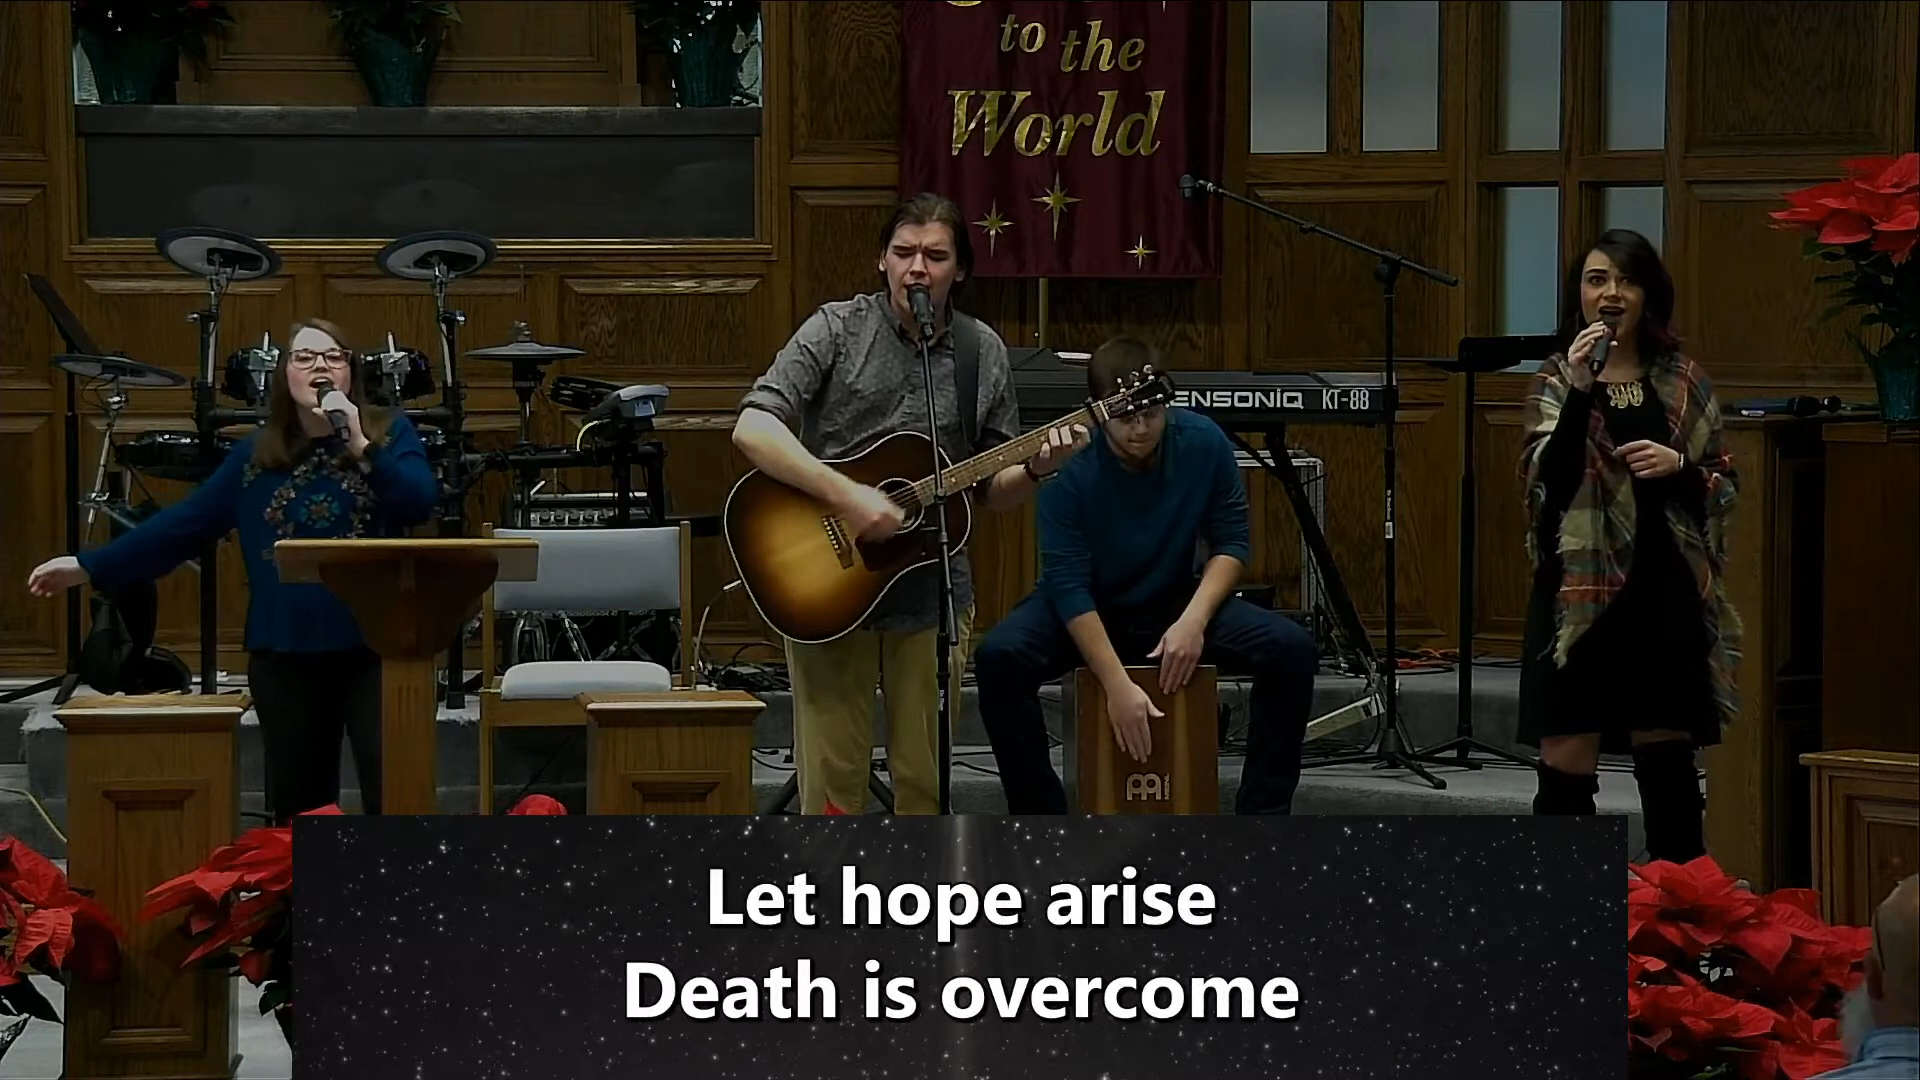 to the
World
ENSONIQ KT-88
Let hope arise
Death is overcome